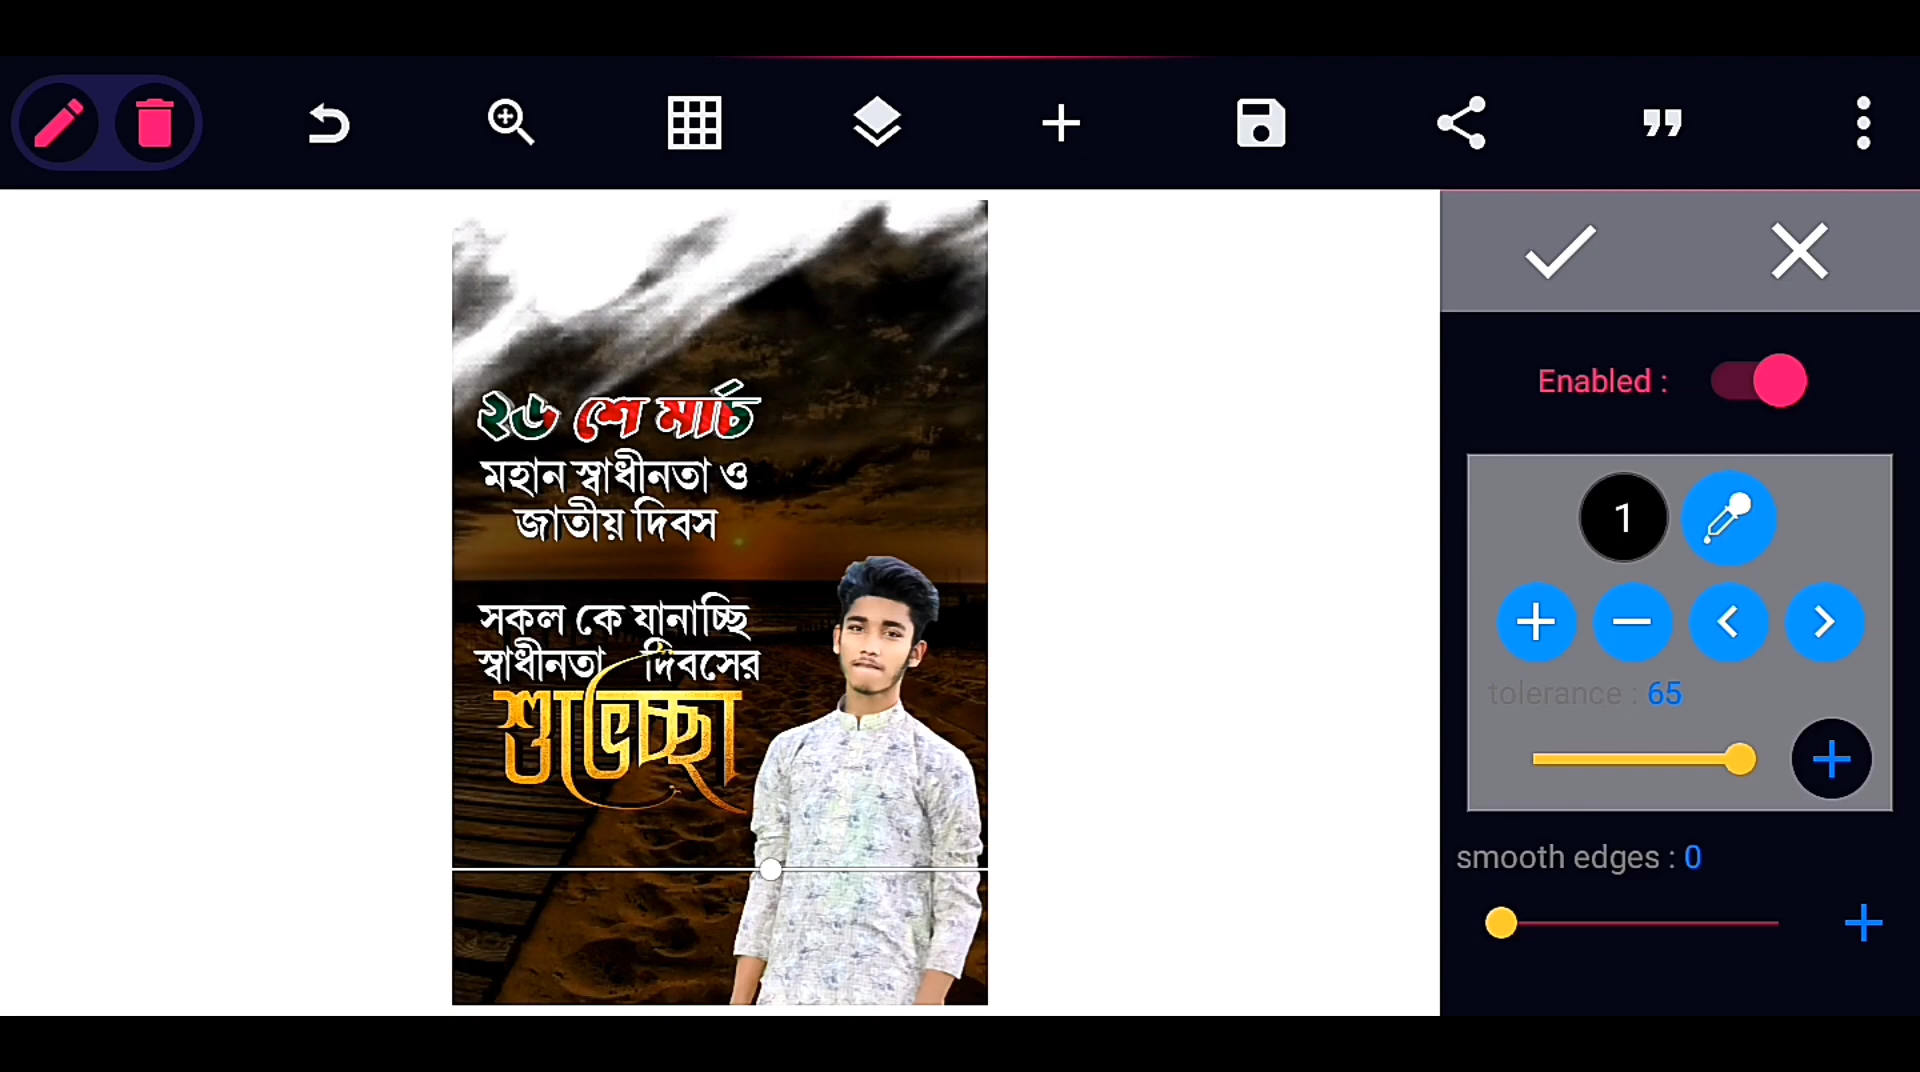 ২৬ শে মার্চ
মহান স্বাধীনতা ও
জাতীয় দিবস
সকল কে যানাচ্ছি
স্বাধীনতা দিবসের
শুভেচ্ছা
Enabled :
1
tolerance : 65
smooth edges : 0